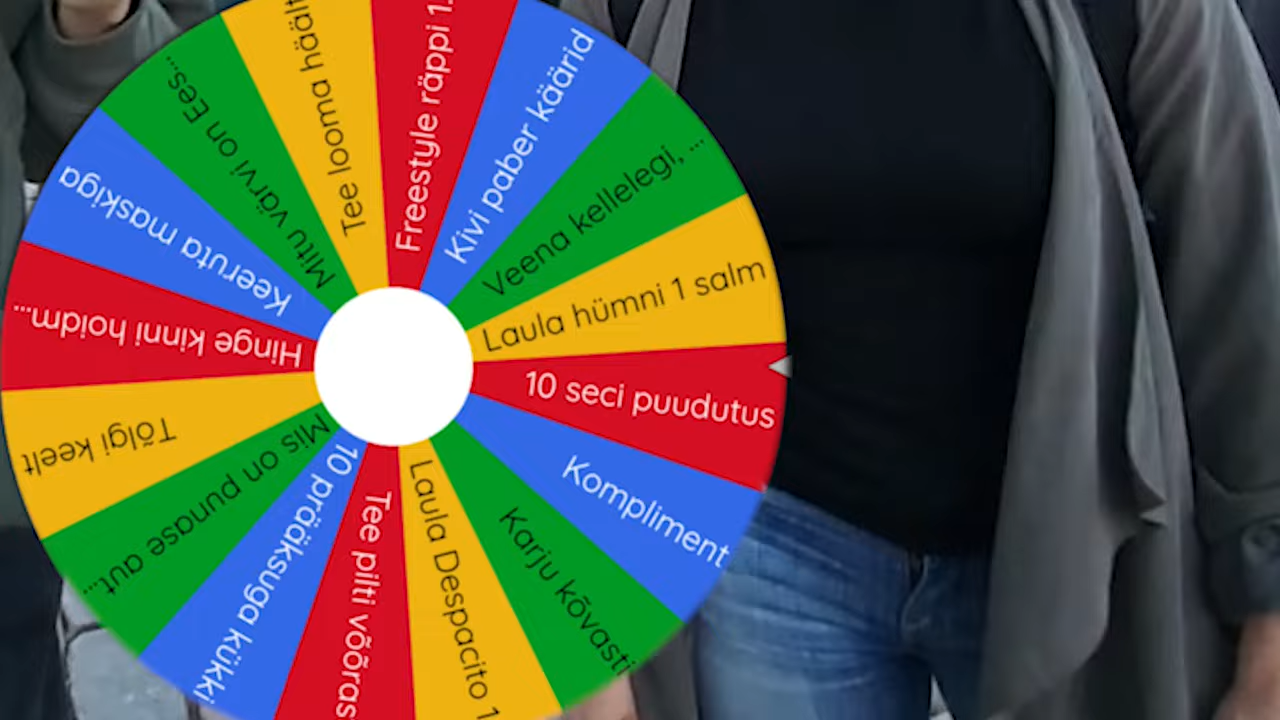 Freestyle räppi 1.
Kivi paber käärid
Veena kellelegi, ...
Laula hümni 1 salm
10 seci puudutus
Kompliment
Karju kõvasti
Laula Despacito 1
Tee pilti võõras
10 prääksuga kükki
Mis on punase aut...
Tõlgi keelt
Hinge kinni hoidm...
Keeruta maskiga
Mitu värvi on Ees...
Tee looma häält